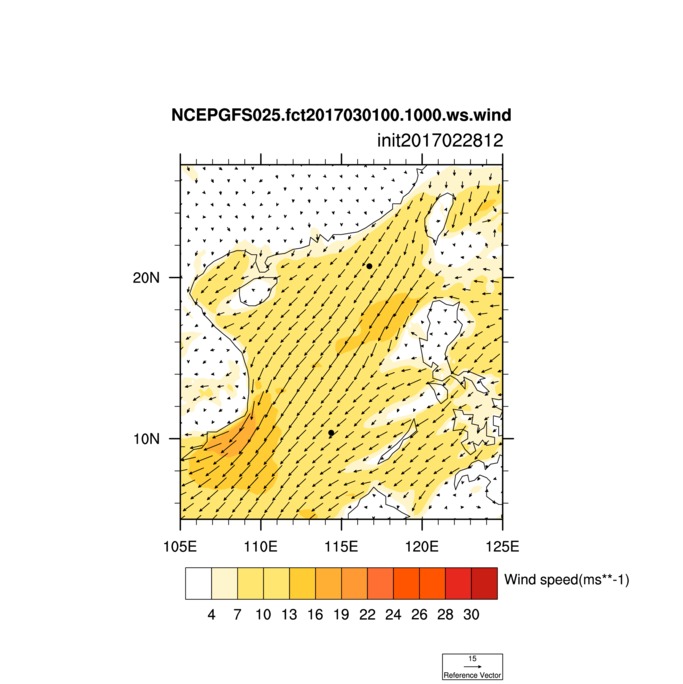 NCEPGFS025.fct2017030100.1000.ws.wind
init2017022812
20N
10N
105E 110E 115E 120E 125E
Wind speed(ms**-1)
4 7 10 13 16 19 22 24 26 28 30
15
Reference Vector